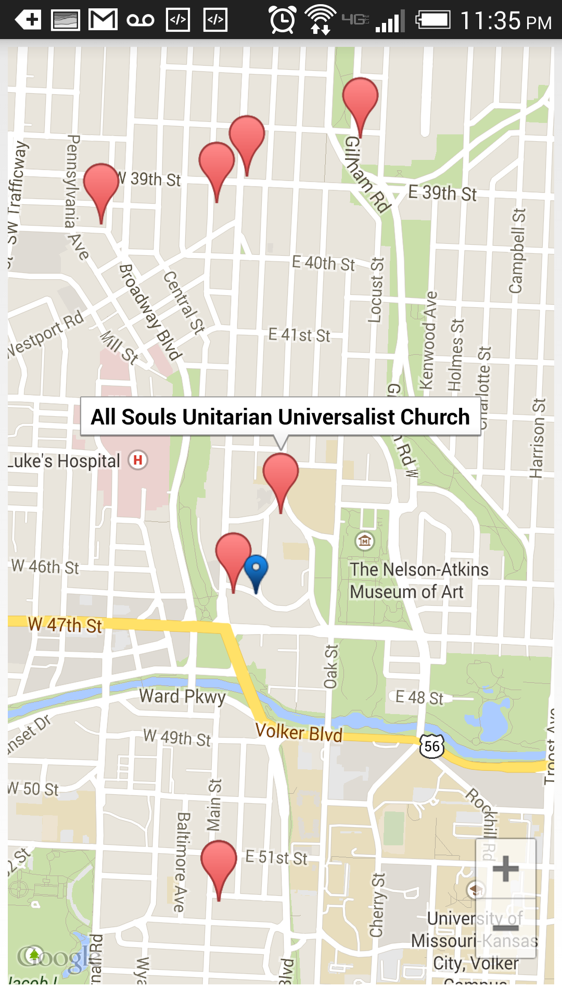 11:35 PM
4G LTE
</>
</>
Gillham Rd
Pennsylvania Ave
SW Trafficway
W 39th St
E 39th St
Campbell St
E 40th St
Locust St
Broadway Blvd
Central St
Westport Rd
Mill St
E 41st St
Kenwood Ave
Holmes St
Charlotte St
Harrison St
All Souls Unitarian Universalist Church
Rd W
Luke's Hospital
H
M
The Nelson-Atkins
Museum of Art
W 46th St
W 47th St
Oak St
Ward Pkwy
E 48 St
Volker Blvd
56
W 49th St
Troost Ave
W 50 St
Main St
Baltimore Ave
Rockhill Rd
E 51st St
Cherry St
+
−
University of
Missouri-Kansas
City, Volker
Campus
Google
Blvd